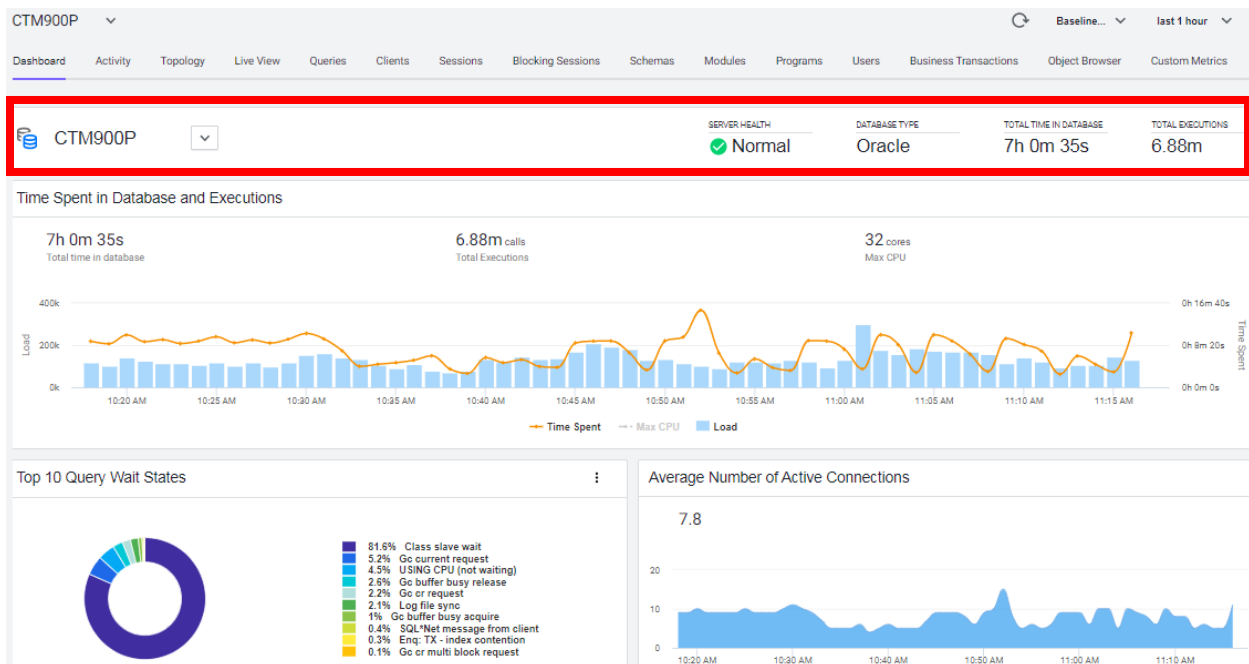 CTM900P
Baseline... last 1 hour
Dashboard Activity Topology Live View Queries Clients Sessions Blocking Sessions Schemas Modules Programs Users Business Transactions Object Browser Custom Metrics
CTM900P
SERVER HEALTH DATABASE TYPE TOTAL TIME IN DATABASE TOTAL EXECUTIONS
Normal Oracle 7h 0m 35s 6.88m
Time Spent in Database and Executions
7h 0m 35s 6.88m calls 32 cores
Total time in database Total Executions Max CPU
400k 0h 16m 40s
Load Time Spent
200k 0h 8m 20s
0k 0h 0m 0s
10:20 AM 10:25 AM 10:30 AM 10:35 AM 10:40 AM 10:45 AM 10:50 AM 10:55 AM 11:00 AM 11:05 AM 11:10 AM 11:15 AM
Time Spent Max CPU Load
Top 10 Query Wait States
81.6% Class slave wait
5.2% Gc current request
4.5% USING CPU (not waiting)
2.6% Gc buffer busy release
2.2% Gc cr request
2.1% Log file sync
1% Gc buffer busy acquire
0.4% SQL*Net message from client
0.3% Enq: TX - index contention
0.1% Gc cr multi block request
Average Number of Active Connections
7.8
20
10
0
10:20 AM 10:30 AM 10:40 AM 10:50 AM 11:00 AM 11:10 AM